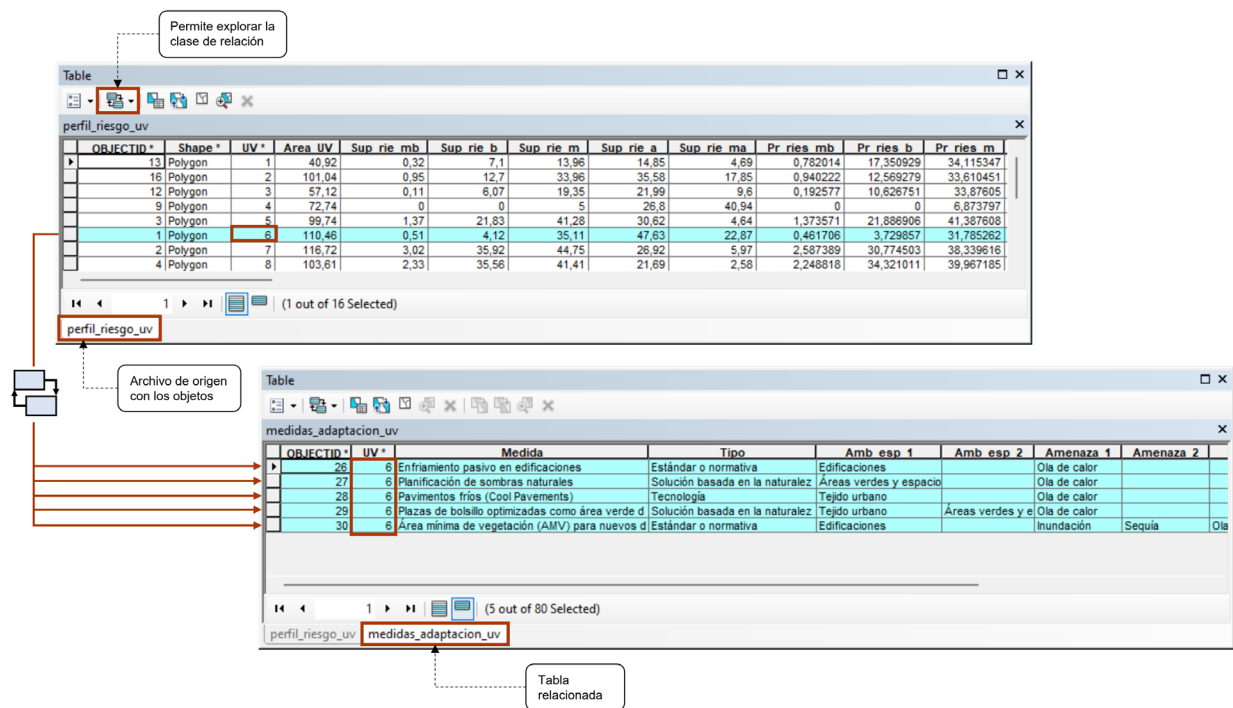 Permite explorar la
clase de relación
Table
perfil_riesgo_uv
OBJECTID * Shape * UV * Area_UV Sup_rie_mb Sup_rie_b Sup_rie_m Sup_rie_a Sup_rie_ma Pr_ries_mb Pr_ries_b Pr_ries_m
13 Polygon 1 40,92 0,32 7,1 13,96 14,85 4,69 0,782014 17,350929 34,115347
16 Polygon 2 101,04 0,95 12,7 33,96 35,58 17,85 0,940222 12,569279 33,610451
12 Polygon 3 57,12 0,11 6,07 19,35 21,99 9,6 0,192577 10,626751 33,87605
9 Polygon 4 72,74 0 0 5 26,8 40,94 0 0 6,873797
3 Polygon 5 99,74 1,37 21,83 41,28 30,62 4,64 1,373571 21,886906 41,387608
1 Polygon 6 110,46 0,51 4,12 35,11 47,63 22,87 0,461706 3,729857 31,785262
2 Polygon 7 116,72 3,02 35,92 44,75 26,92 5,97 2,587389 30,774503 38,339616
4 Polygon 8 103,61 2,33 35,56 41,41 21,69 2,58 2,248818 34,321011 39,967185
1 (1 out of 16 Selected)
perfil_riesgo_uv
Archivo de origen
con los objetos
Table
medidas_adaptacion_uv
OBJECTID * UV * Medida Tipo Amb_esp_1 Amb_esp_2 Amenaza_1 Amenaza_2
26 6 Enfriamiento pasivo en edificaciones Estándar o normativa Edificaciones Ola de calor
27 6 Planificación de sombras naturales Solución basada en la naturalez Áreas verdes y espacio Ola de calor
28 6 Pavimentos fríos (Cool Pavements) Tecnología Tejido urbano Ola de calor
29 6 Plazas de bolsillo optimizadas como área verde d Solución basada en la naturalez Tejido urbano Áreas verdes y e Ola de calor
30 6 Área mínima de vegetación (AMV) para nuevos d Estándar o normativa Edificaciones Inundación Sequía Ola
1 (5 out of 80 Selected)
perfil_riesgo_uv medidas_adaptacion_uv
Tabla
relacionada